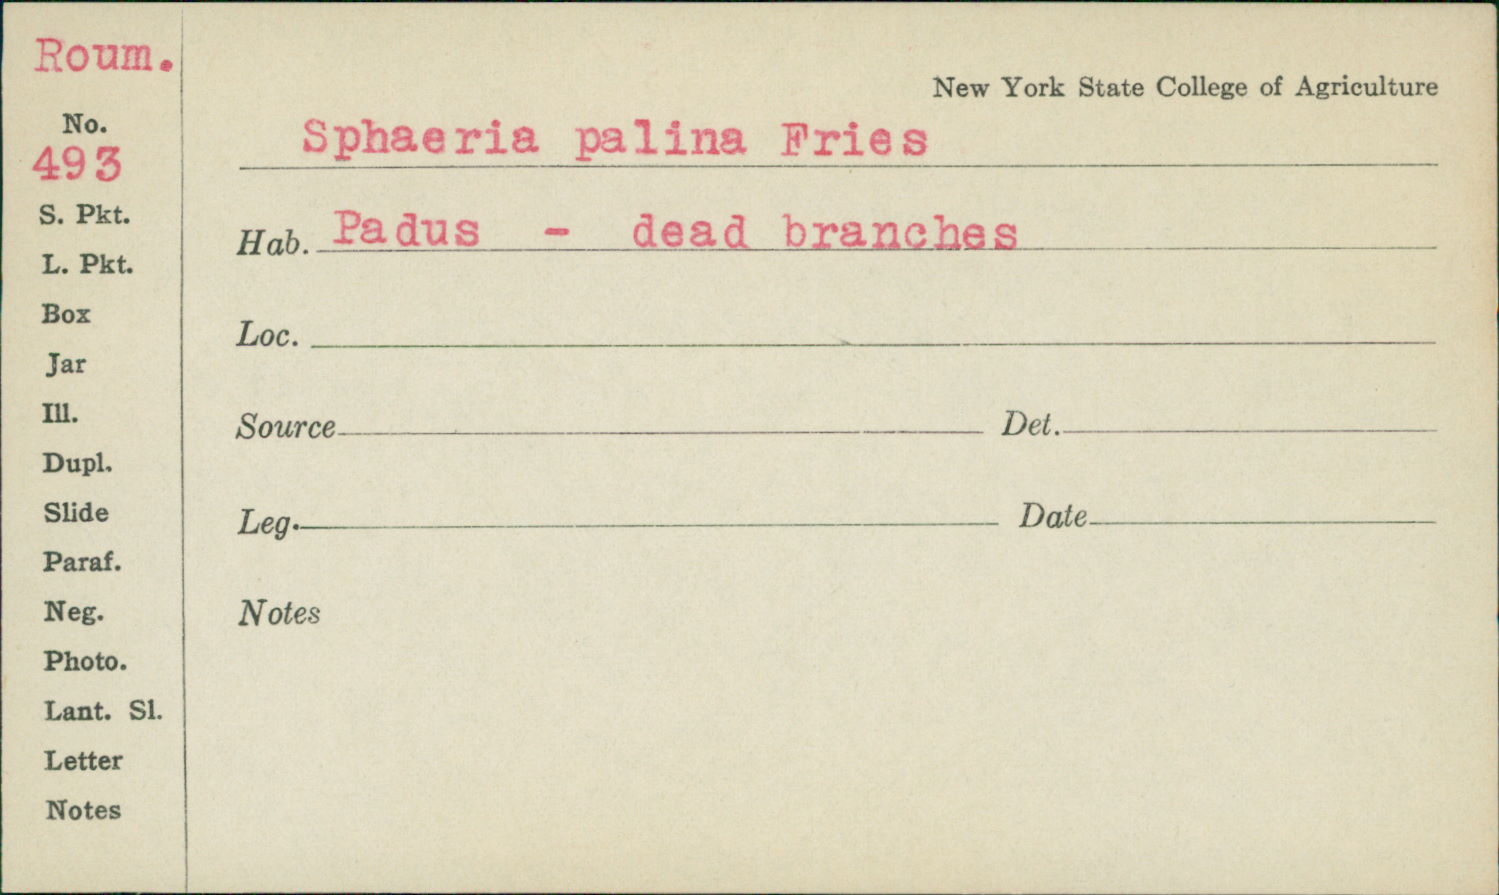 Roum.
No.
493
S. Pkt.
L. Pkt.
Box
Jar
Ill.
Dupl.
Slide
Paraf.
Neg.
Photo.
Lant. Sl.
Letter
Notes
New York State College of Agriculture
Sphaeria palina Fries
Hab. Padus - dead branches
Loc.
Source Det.
Leg. Date
Notes